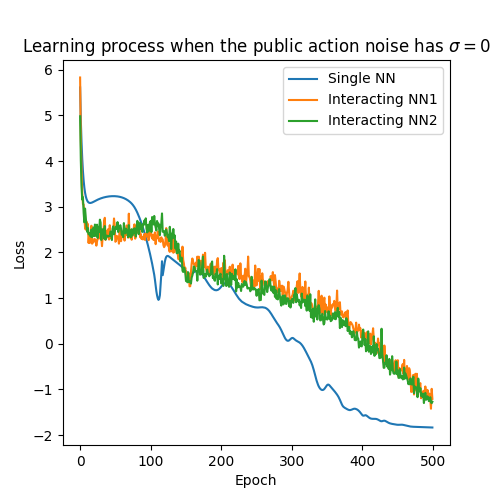 Learning process when the public action noise has σ = 0
Single NN
Interacting NN1
Interacting NN2
6
5
4
3
2
1
0
−1
−2
Loss
0 100 200 300 400 500
Epoch